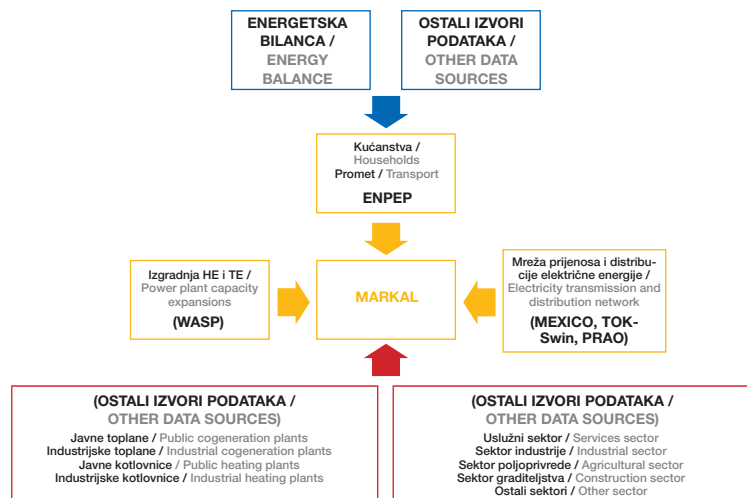 ENERGETSKA
BILANCA /
ENERGY
BALANCE
OSTALI IZVORI
PODATAKA /
OTHER DATA
SOURCES
Kućanstva /
Households
Promet / Transport
ENPEP
Izgradnja HE i TE /
Power plant capacity
expansions
(WASP)
MARKAL
Mreža prijenosa i distribu-
cije električne energije /
Electricity transmission and
distribution network
(MEXICO, TOK-
Swin, PRAO)
(OSTALI IZVORI PODATAKA /
OTHER DATA SOURCES)
Javne toplane / Public cogeneration plants
Industrijske toplane / Industrial cogeneration plants
Javne kotlovnice / Public heating plants
Industrijske kotlovnice / Industrial heating plants
(OSTALI IZVORI PODATAKA /
OTHER DATA SOURCES)
Uslužni sektor / Services sector
Sektor industrije / Industrial sector
Sektor poljoprivrede / Agricultural sector
Sektor graditeljstva / Construction sector
Ostali sektori / Other sector